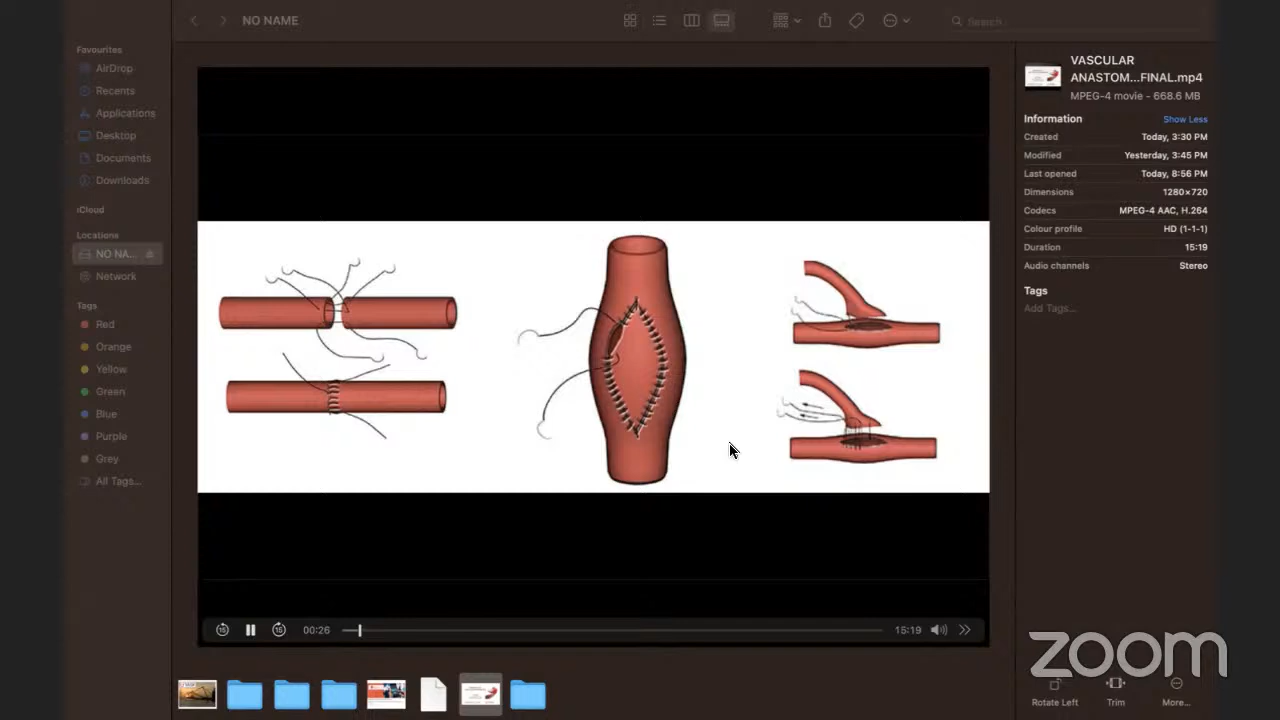 NO NAME
Search
Favourites
AirDrop
Recents
Applications
Desktop
Documents
Downloads
iCloud
Locations
NO NA...
Network
Tags
Red
Orange
Yellow
Green
Blue
Purple
Grey
All Tags...
00:26
15:19
VASCULAR
ANASTOM...FINAL.mp4
MPEG-4 movie - 668.6 MB
Information Show Less
Created Today, 3:30 PM
Modified Yesterday, 3:45 PM
Last opened Today, 8:56 PM
Dimensions 1280×720
Codecs MPEG-4 AAC, H.264
Colour profile HD (1-1-1)
Duration 15:19
Audio channels Stereo
Tags
Add Tags...
zoom
Rotate Left Trim More...